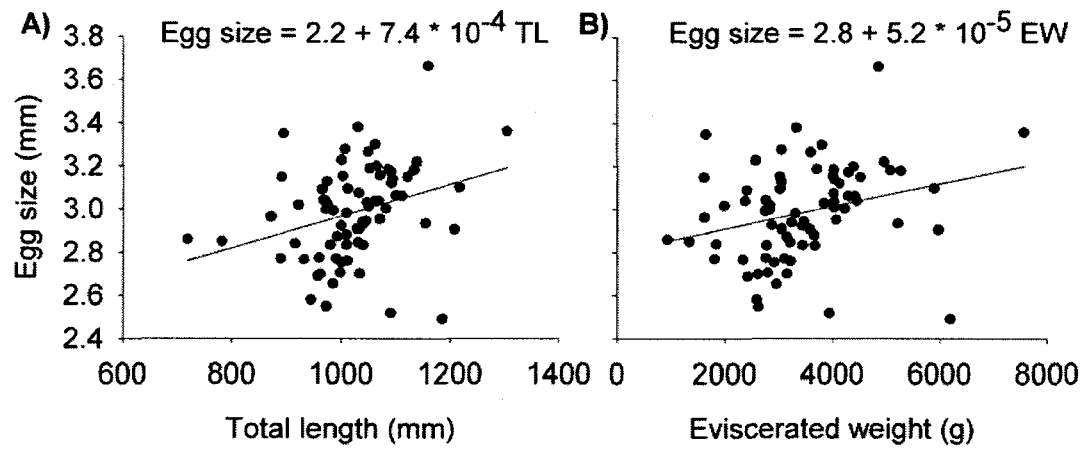 A) Egg size = 2.2 + 7.4 * 10⁻⁴ TL
B) Egg size = 2.8 + 5.2 * 10⁻⁵ EW
Egg size (mm)
3.8
3.6
3.4
3.2
3.0
2.8
2.6
2.4
600 800 1000 1200 1400
0 2000 4000 6000 8000
Total length (mm)
Eviscerated weight (g)